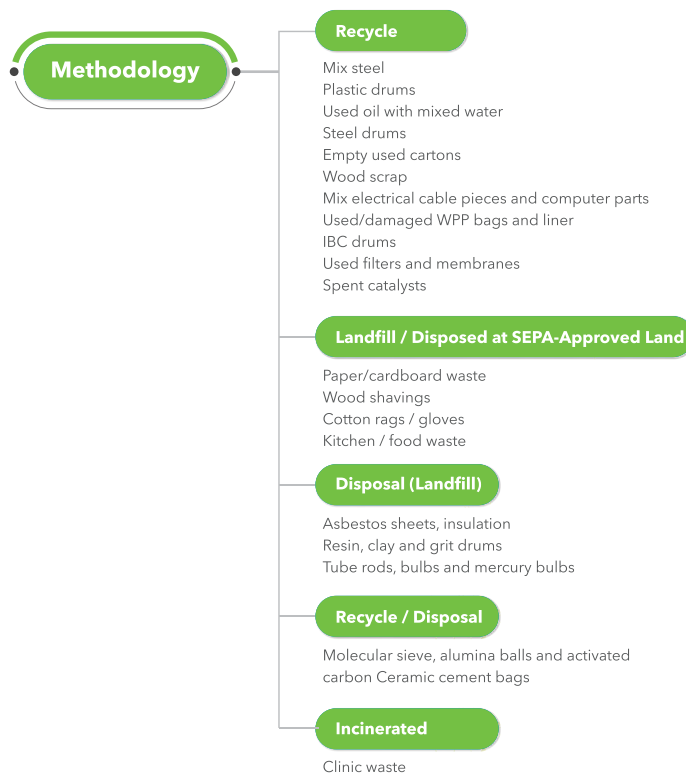 Methodology
Recycle
Mix steel
Plastic drums
Used oil with mixed water
Steel drums
Empty used cartons
Wood scrap
Mix electrical cable pieces and computer parts
Used/damaged WPP bags and liner
IBC drums
Used filters and membranes
Spent catalysts
Landfill / Disposed at SEPA-Approved Land
Paper/cardboard waste
Wood shavings
Cotton rags / gloves
Kitchen / food waste
Disposal (Landfill)
Asbestos sheets, insulation
Resin, clay and grit drums
Tube rods, bulbs and mercury bulbs
Recycle / Disposal
Molecular sieve, alumina balls and activated
carbon Ceramic cement bags
Incinerated
Clinic waste